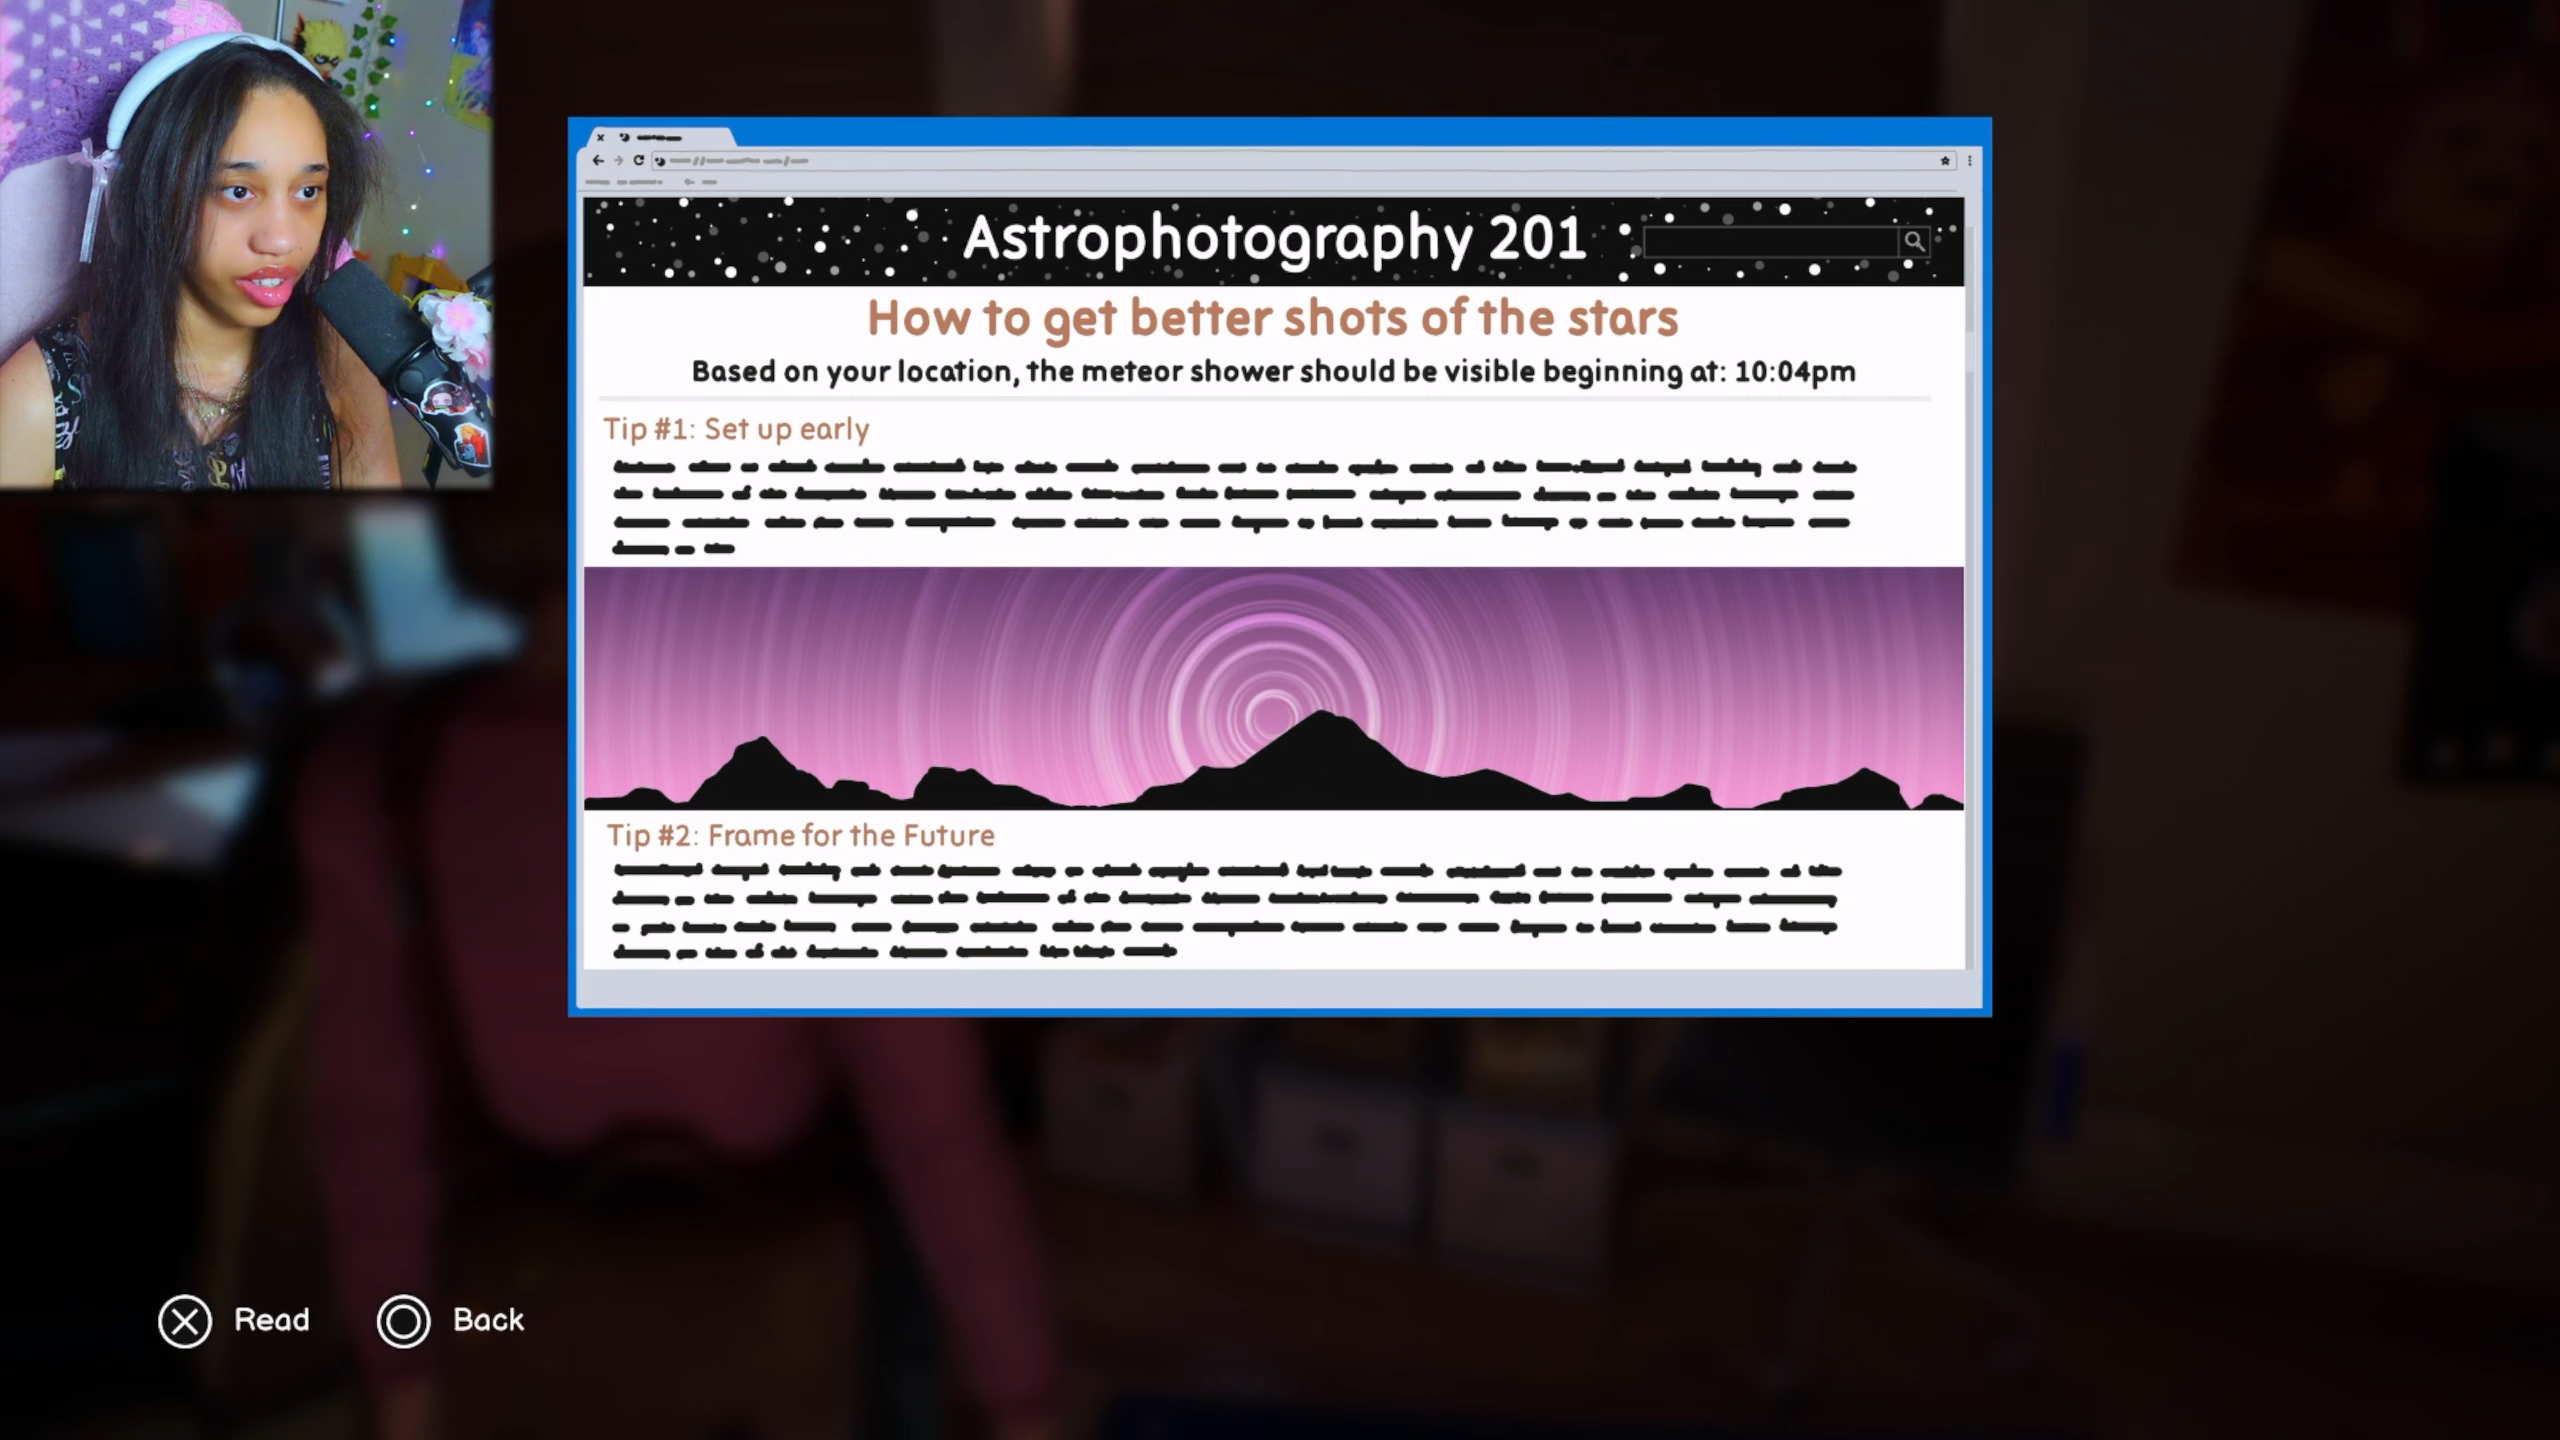 Astrophotography 201
How to get better shots of the stars
Based on your location, the meteor shower should be visible beginning at: 10:04pm
Tip #1: Set up early
Tip #2: Frame for the Future
Read
Back